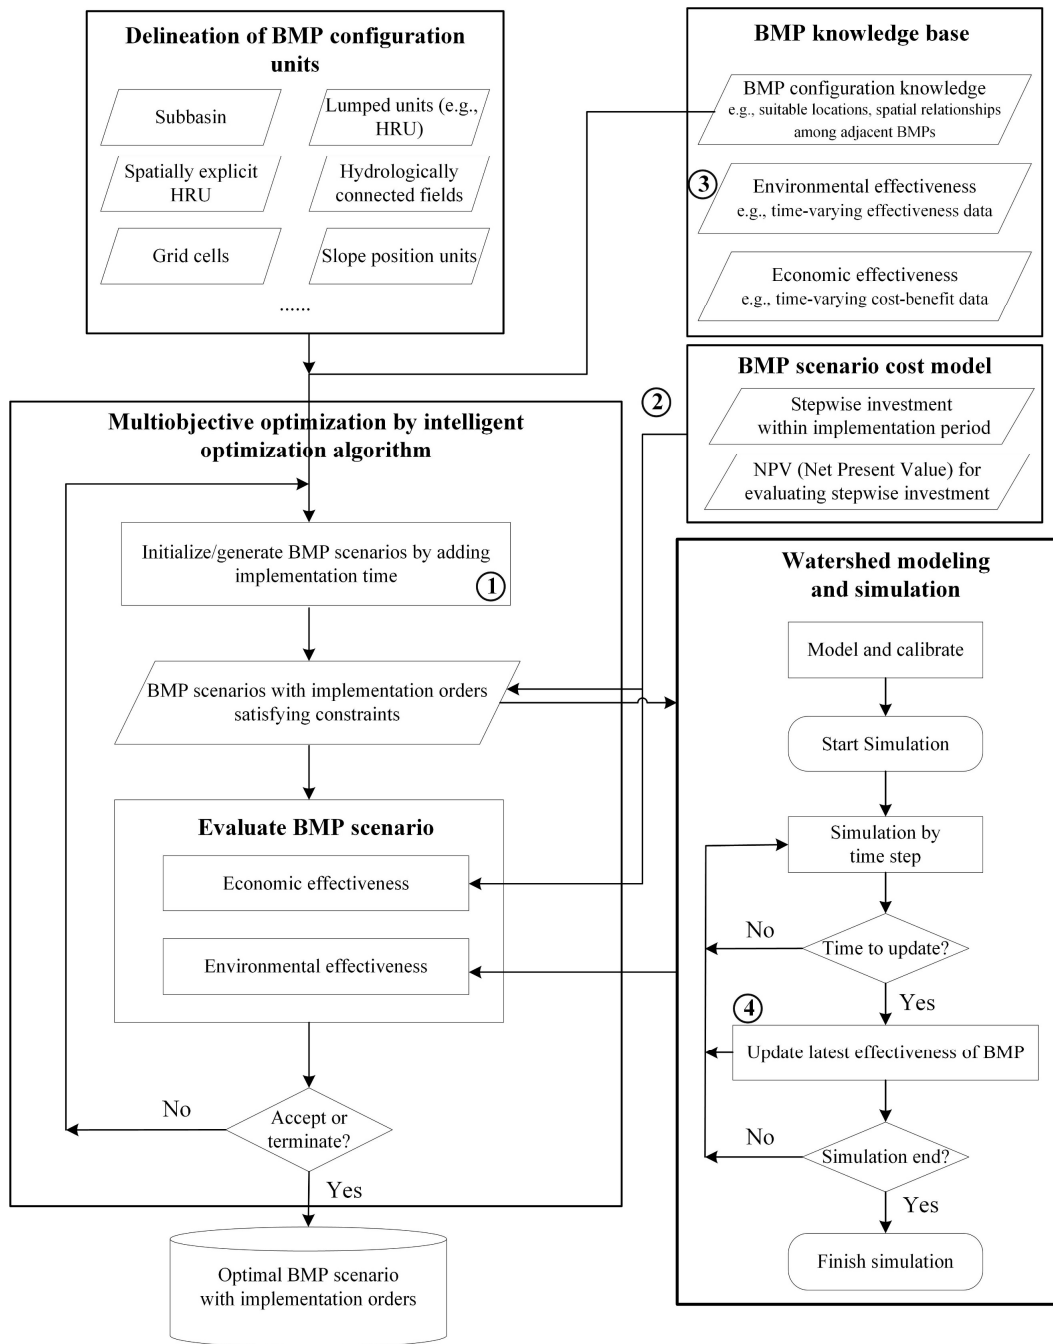 Delineation of BMP configuration
units
Subbasin
Lumped units (e.g.,
HRU)
Spatially explicit
HRU
Hydrologically
connected fields
Grid cells
Slope position units
......
BMP knowledge base
BMP configuration knowledge
e.g., suitable locations, spatial relationships
among adjacent BMPs
3
Environmental effectiveness
e.g., time-varying effectiveness data
Economic effectiveness
e.g., time-varying cost-benefit data
BMP scenario cost model
2
Stepwise investment
within implementation period
NPV (Net Present Value) for
evaluating stepwise investment
Multiobjective optimization by intelligent
optimization algorithm
Initialize/generate BMP scenarios by adding
implementation time
1
BMP scenarios with implementation orders
satisfying constraints
Evaluate BMP scenario
Economic effectiveness
Environmental effectiveness
No
Accept or
terminate?
Yes
Optimal BMP scenario
with implementation orders
Watershed modeling
and simulation
Model and calibrate
Start Simulation
Simulation by
time step
No
Time to update?
Yes
4
Update latest effectiveness of BMP
No
Simulation end?
Yes
Finish simulation